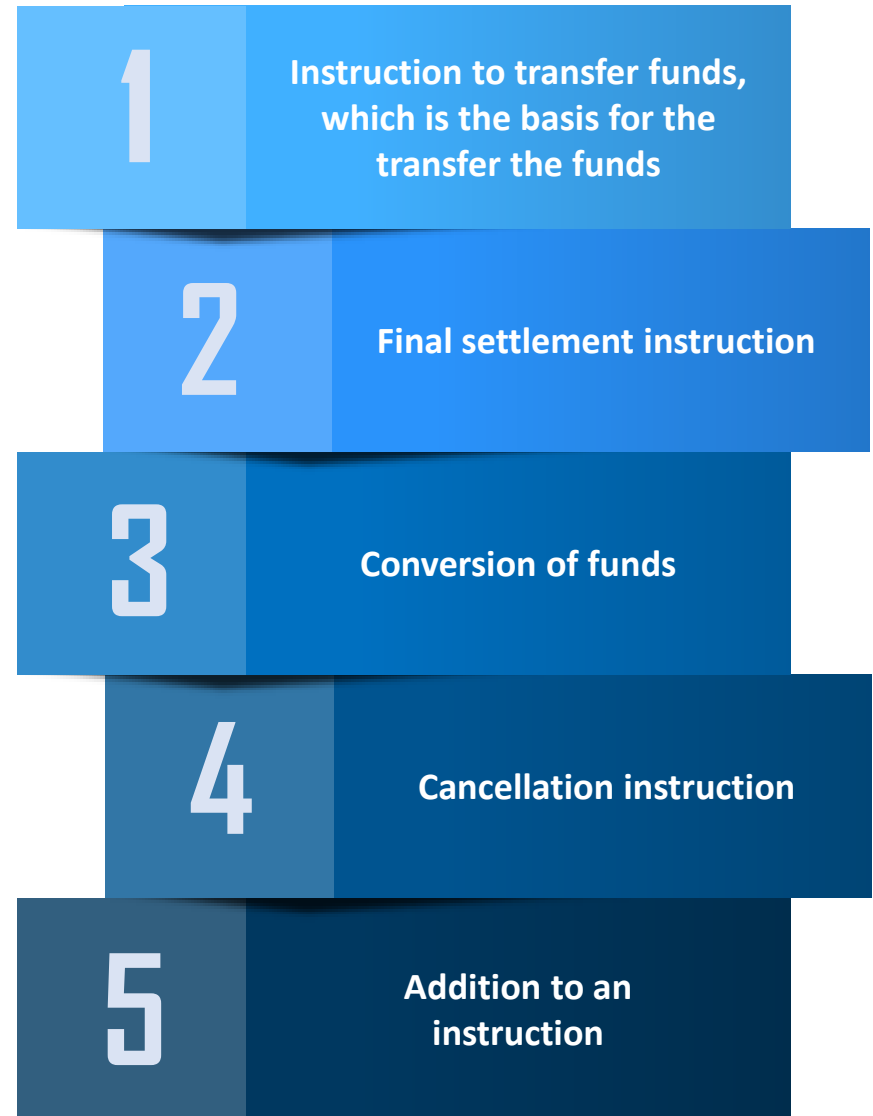 1
Instruction to transfer funds,
which is the basis for the
transfer the funds
2
Final settlement instruction
3
Conversion of funds
4
Cancellation instruction
5
Addition to an
instruction